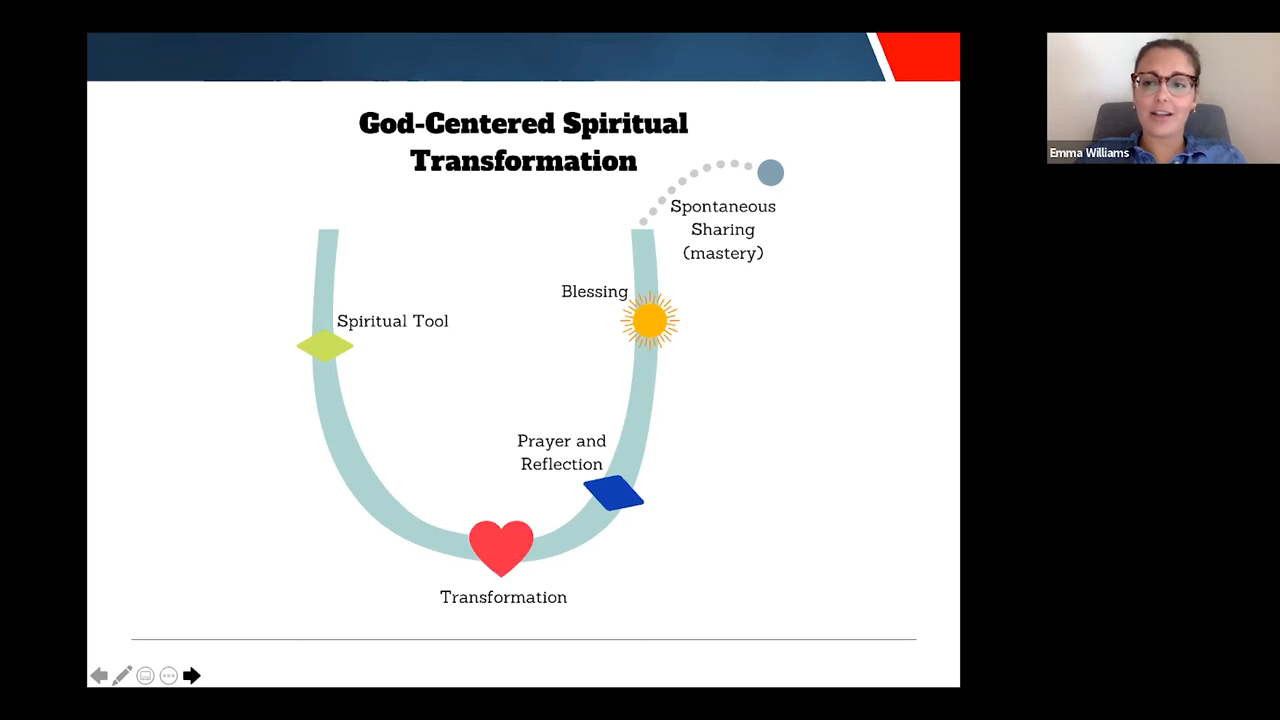 God-Centered Spiritual
Transformation
Spontaneous
Sharing
(mastery)
Blessing
Spiritual Tool
Prayer and
Reflection
Transformation
Emma Williams